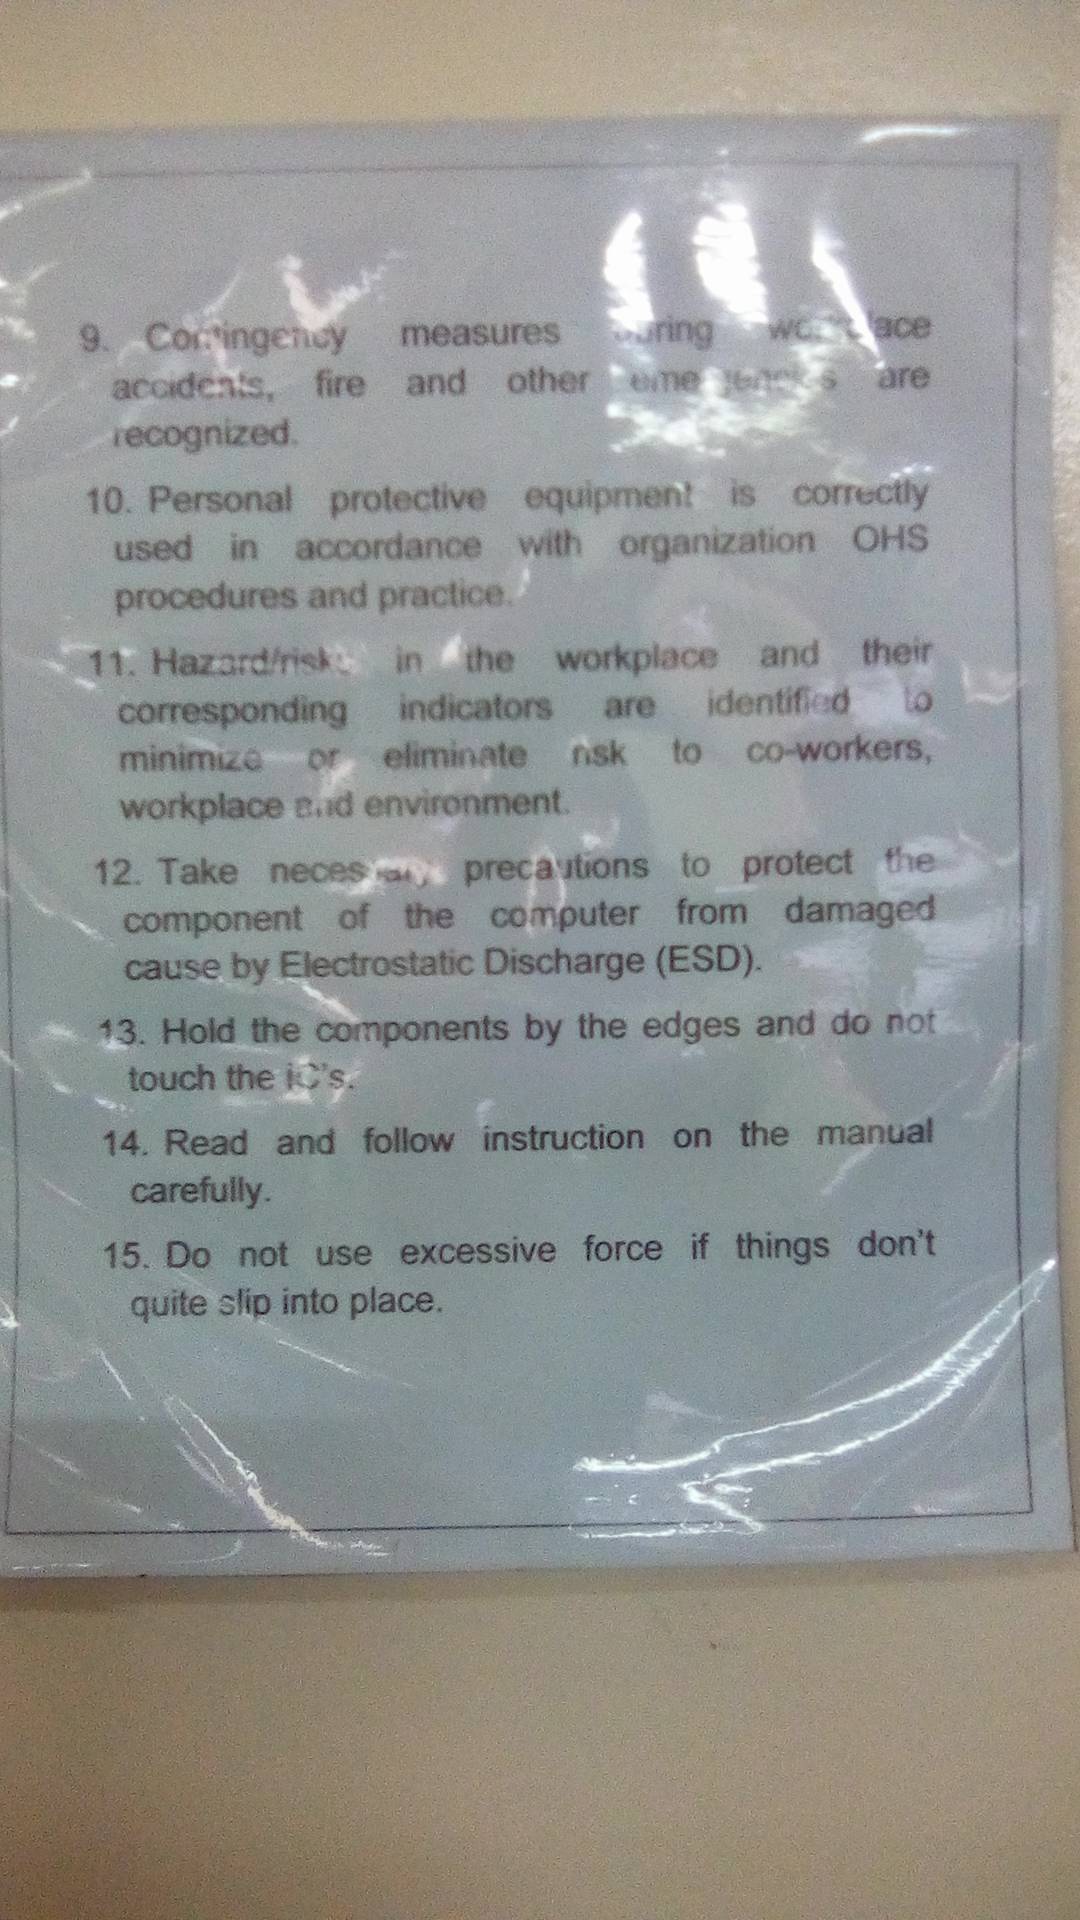 9. Contingency measures during workplace
accidents, fire and other emergencies are
recognized.
10. Personal protective equipment is correctly
used in accordance with organization OHS
procedures and practice.
11. Hazard/risks in the workplace and their
corresponding indicators are identified to
minimize or eliminate risk to co-workers,
workplace and environment.
12. Take necessary precautions to protect the
component of the computer from damaged
cause by Electrostatic Discharge (ESD).
13. Hold the components by the edges and do not
touch the IC's.
14. Read and follow instruction on the manual
carefully.
15. Do not use excessive force if things don't
quite slip into place.